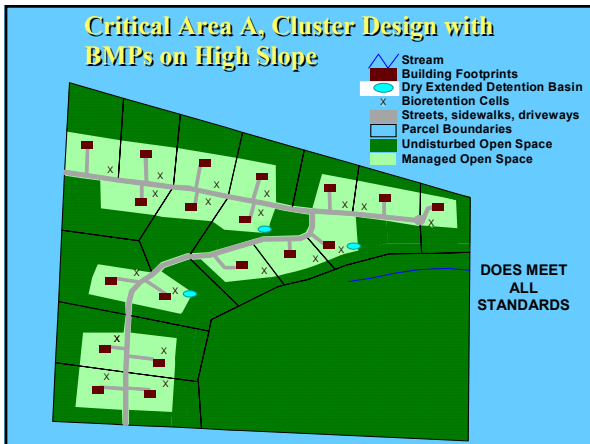 Critical Area A, Cluster Design with
BMPs on High Slope
Stream
Building Footprints
Dry Extended Detention Basin
x Bioretention Cells
Streets, sidewalks, driveways
Parcel Boundaries
Undisturbed Open Space
Managed Open Space
DOES MEET
ALL
STANDARDS